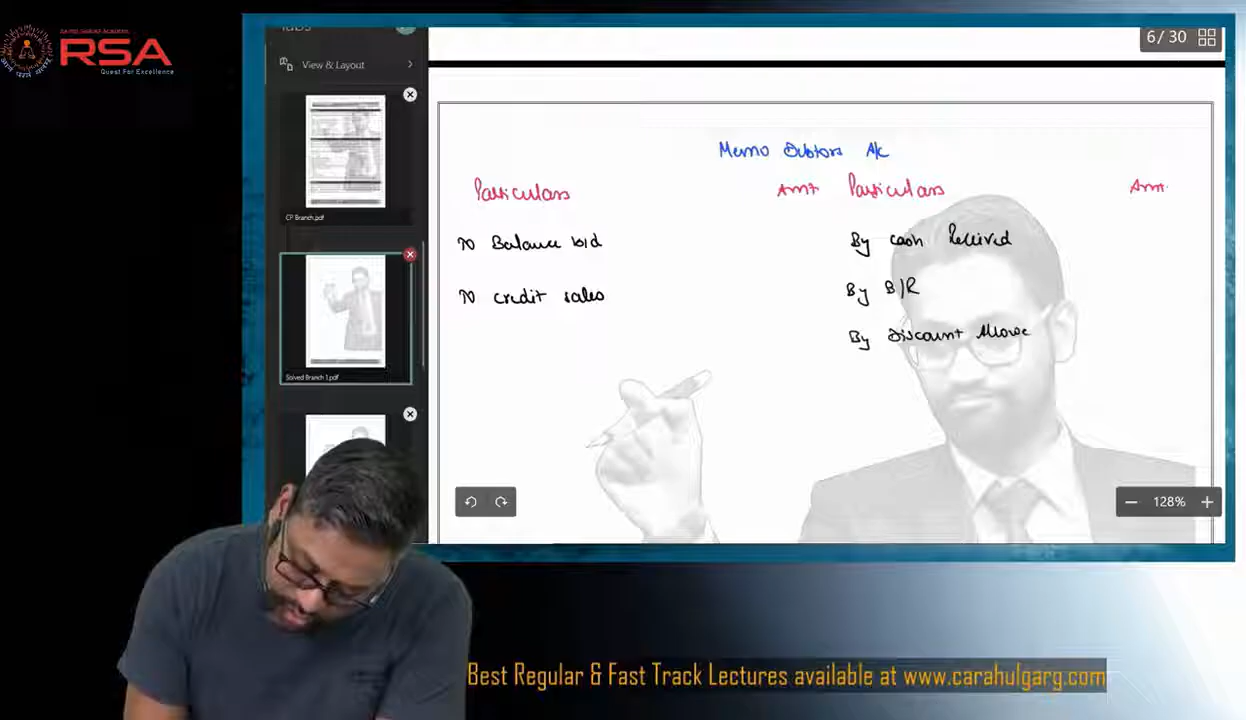 RSA
Quest For Excellence
View & Layout
6 / 30
CP Branch.pdf
Solved Branch 1.pdf
Memo Debtors A/c
Particulars Amt Particulars Amt.
To Balance b/d
By cash Received
To credit sales
By B/R
By Discount Allowe
128%
Best Regular & Fast Track Lectures available at www.carahulgarg.com